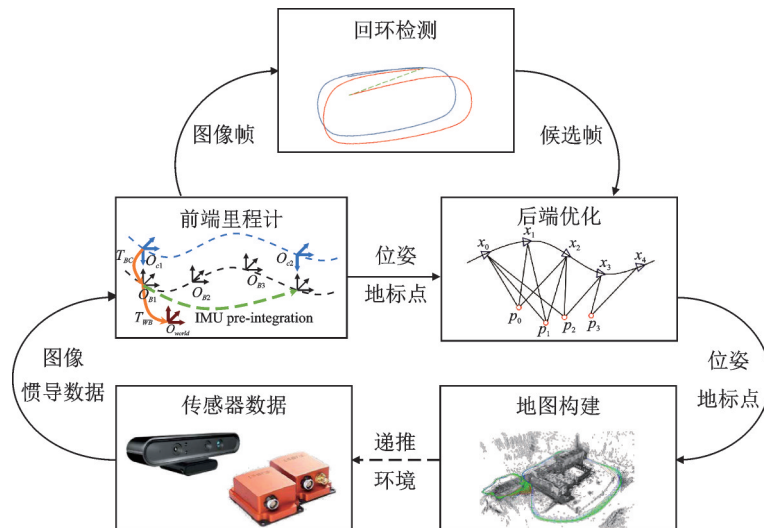 回环检测
图像帧
候选帧
前端里程计
T_BC
O_c1
O_c2
O_B1
O_B2
O_B3
T_WB
O_world
IMU pre-integration
位姿
地标点
后端优化
x_0
x_1
x_2
x_3
x_4
p_0
p_1
p_2
p_3
图像
惯导数据
位姿
地标点
传感器数据
递推
环境
地图构建